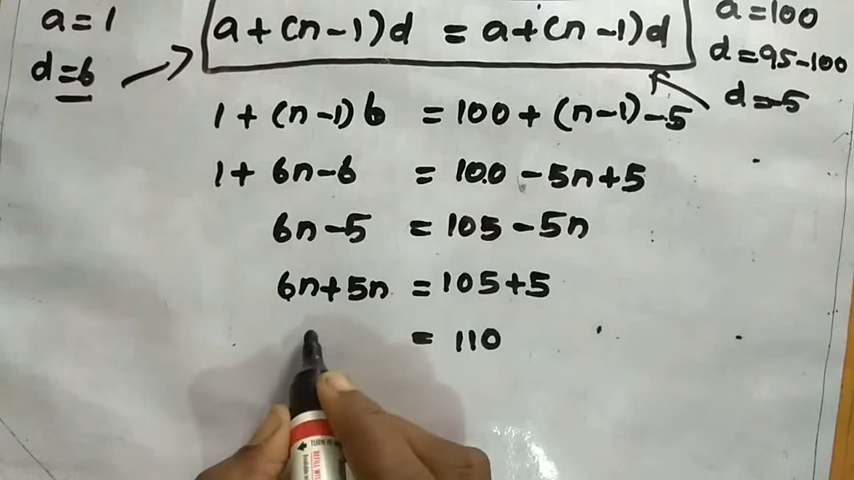 a = 1
d = 6
a + (n - 1) d = a + (n - 1) d
a = 100
d = 95 - 100
d = -5
1 + (n - 1) 6 = 100 + (n - 1) - 5
1 + 6n - 6 = 100 - 5n + 5
6n - 5 = 105 - 5n
6n + 5n = 105 + 5
= 110